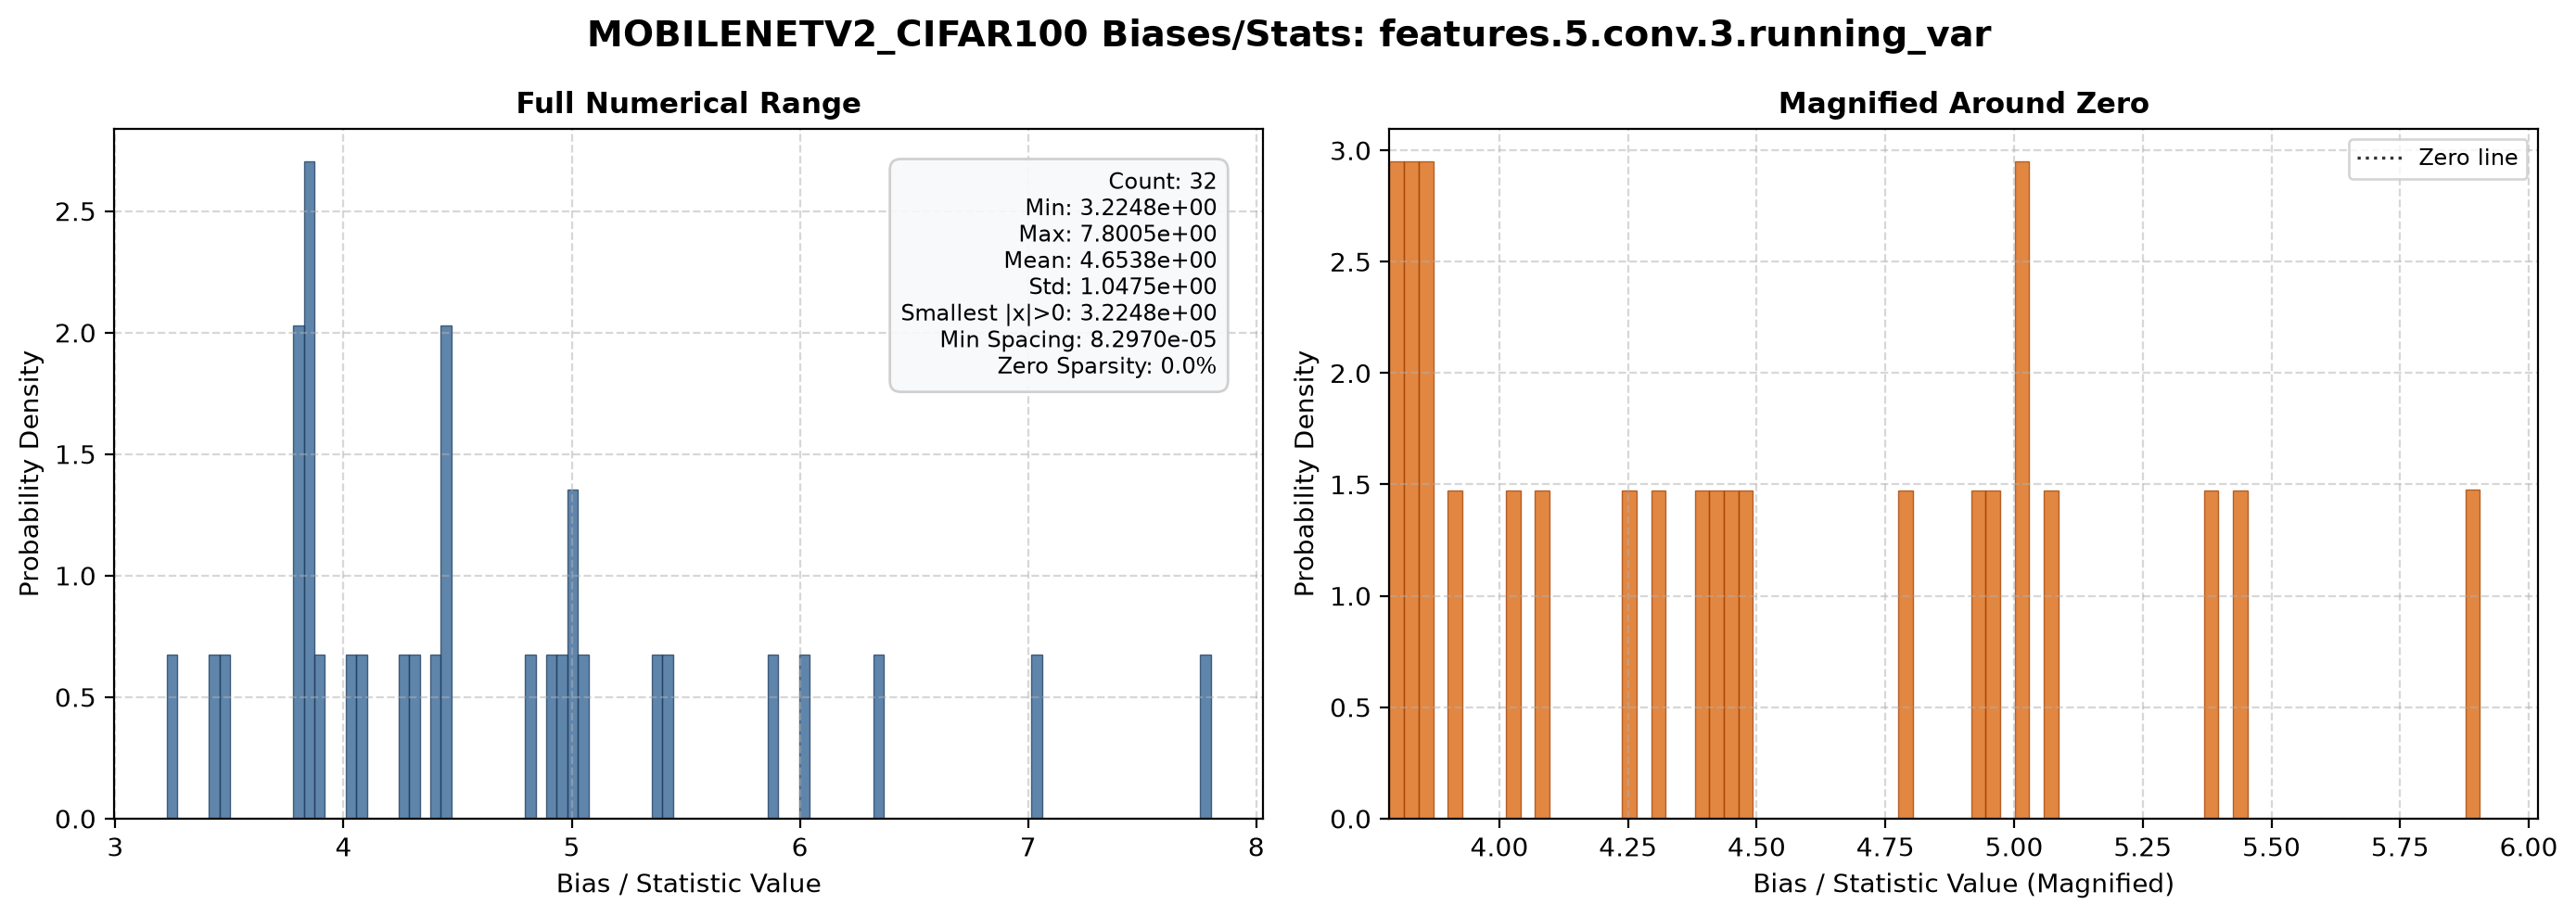 MOBILENETV2_CIFAR100 Biases/Stats: features.5.conv.3.running_var
Full Numerical Range
Probability Density
2.5
2.0
1.5
1.0
0.5
0.0
Count: 32
Min: 3.2248e+00
Max: 7.8005e+00
Mean: 4.6538e+00
Std: 1.0475e+00
Smallest |x|>0: 3.2248e+00
Min Spacing: 8.2970e-05
Zero Sparsity: 0.0%
3 4 5 6 7 8
Bias / Statistic Value
Magnified Around Zero
Probability Density
3.0
2.5
2.0
1.5
1.0
0.5
0.0
Zero line
4.00 4.25 4.50 4.75 5.00 5.25 5.50 5.75 6.00
Bias / Statistic Value (Magnified)